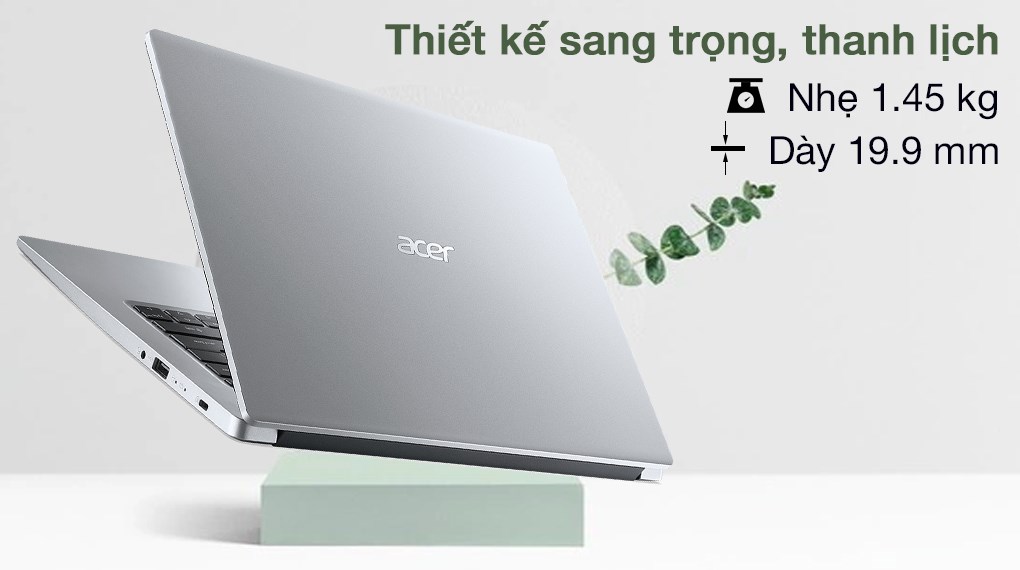 Thiết kế sang trọng, thanh lịch
Nhẹ 1.45 kg
Dày 19.9 mm
acer